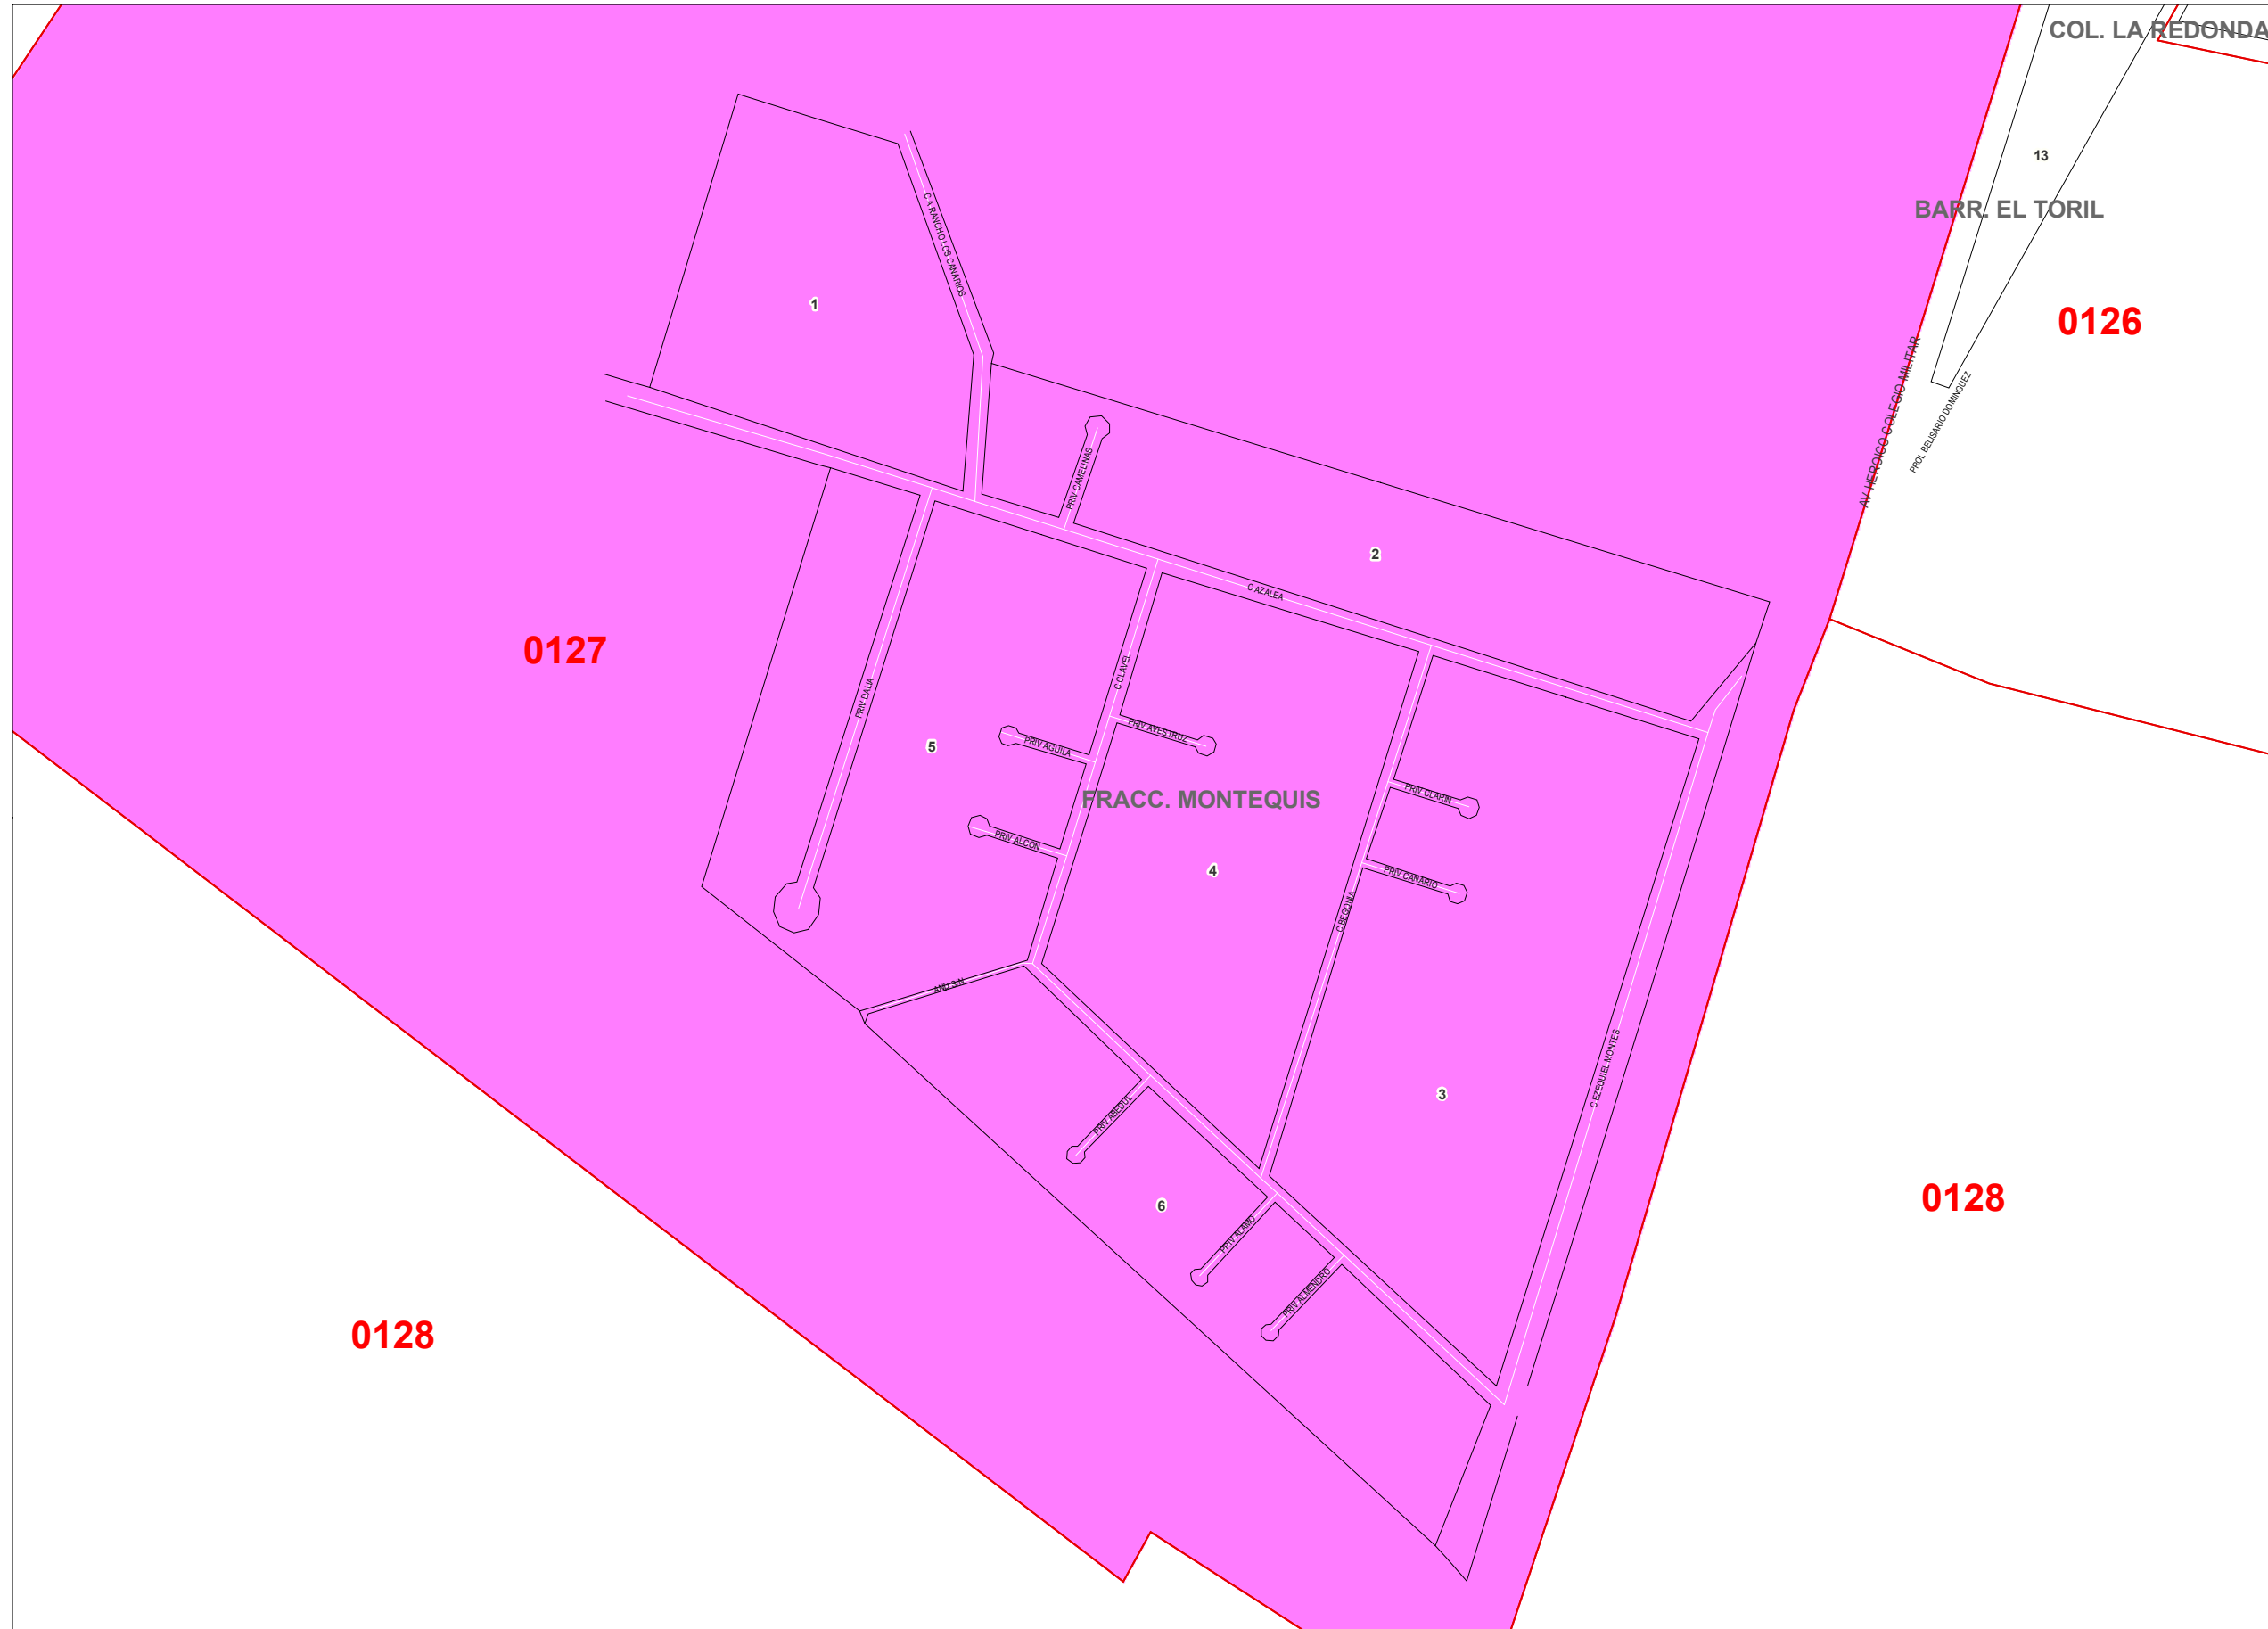 COL. LA REDONDA
13
BARR. EL TORIL
C A RANCHO LOS CANARIOS
1
0126
AV HEROICO COLEGIO MILITAR
PROL BELISARIO DOMINGUEZ
PRIV CAMELINAS
2
C AZALEA
0127
C CLAVEL
PRIV DALIA
PRIV AVESTRUZ
PRIV AGUILA
5
FRACC. MONTEQUIS
PRIV CLARIN
PRIV ALCON
4
PRIV CANARIO
C BEGONIA
AND S/N
C EZEQUIEL MONTES
3
PRIV ABEDUL
6
0128
PRIV ALAMO
PRIV ALMENDRO
0128